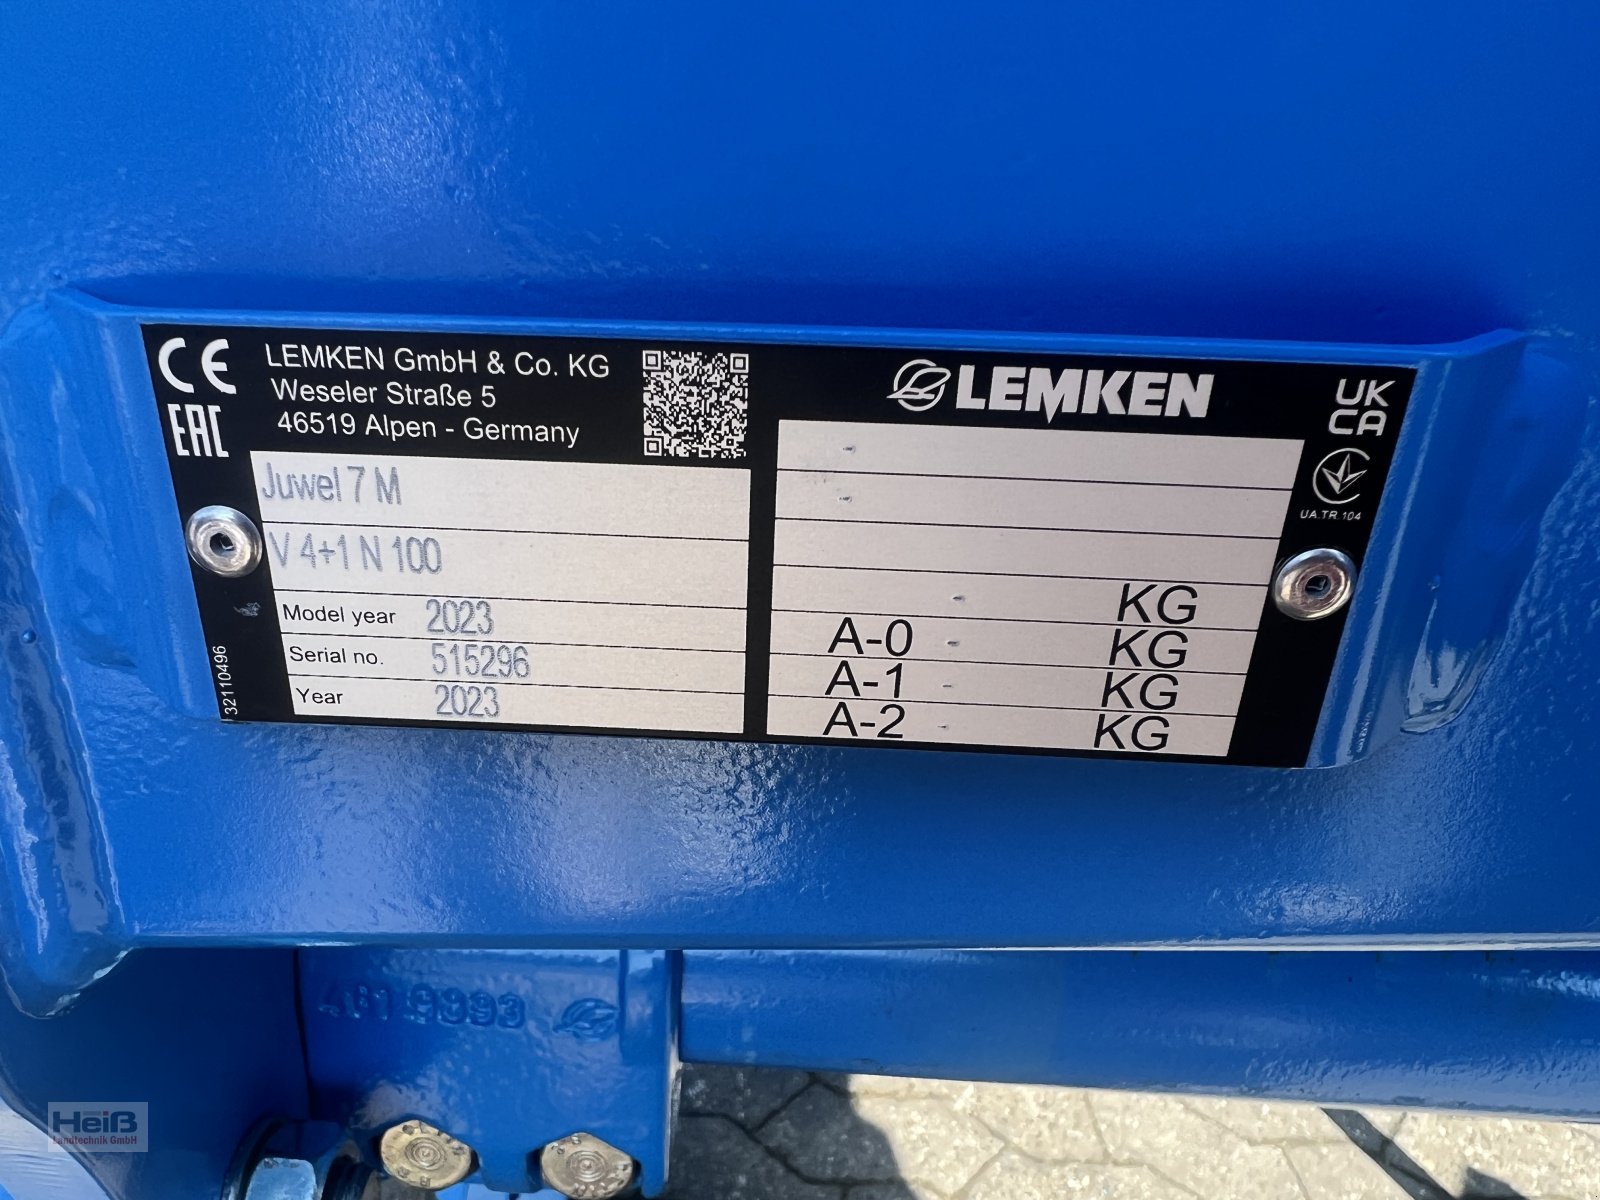 CE
EAC
LEMKEN GmbH & Co. KG
Weseler Straße 5
46519 Alpen - Germany
Juwel 7 M
V 4+1 N 100
Model year 2023
Serial no. 515296
Year 2023
32110496
LEMKEN
UK
CA
UA.TR.104
-
-
- KG
A-0 - KG
A-1 - KG
A-2 - KG
Heiß
Landtechnik GmbH